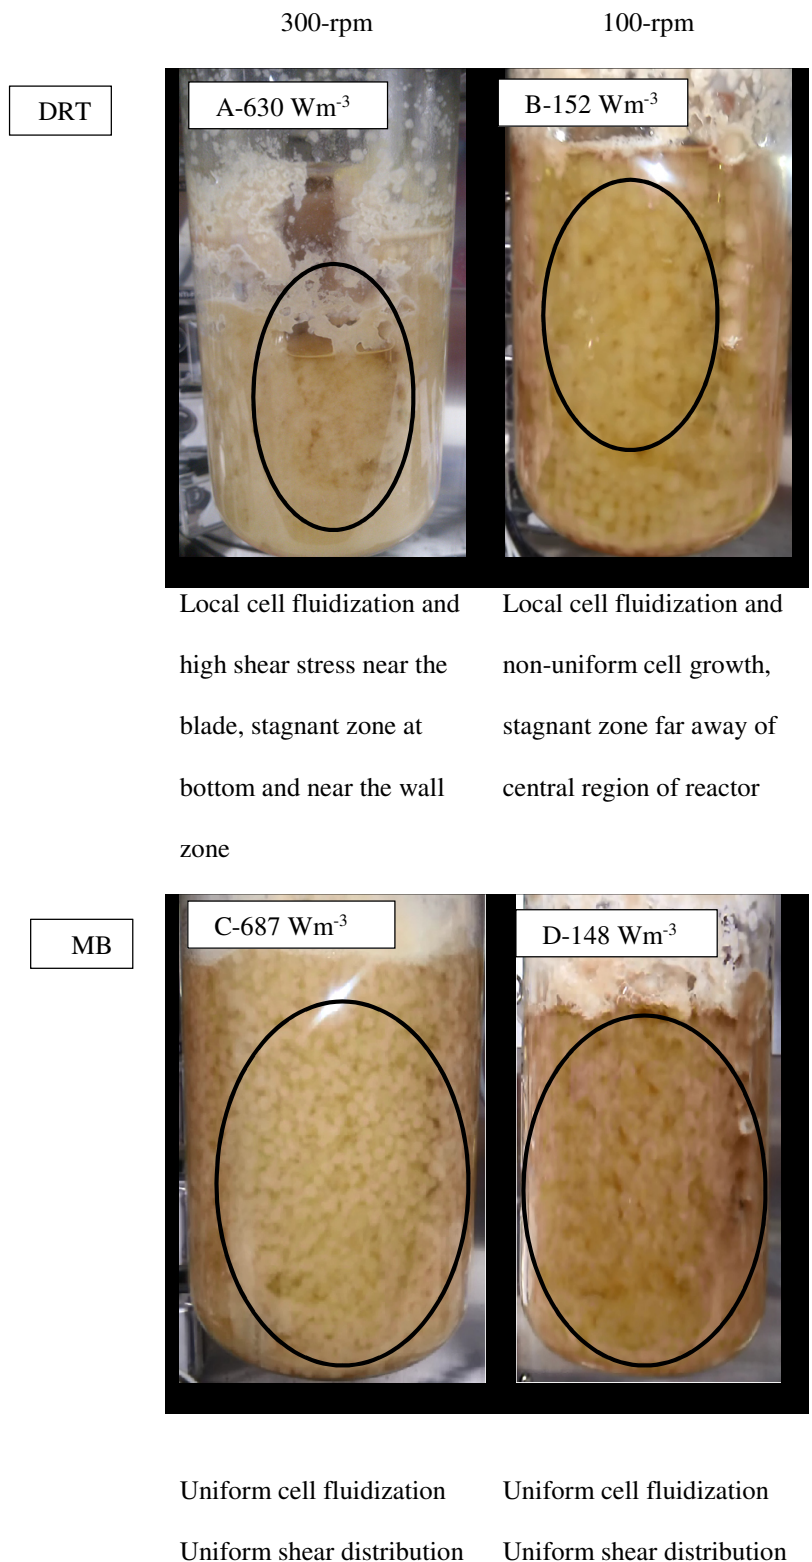 300-rpm 100-rpm
DRT
A-630 Wm-3
B-152 Wm-3
Local cell fluidization and
high shear stress near the
blade, stagnant zone at
bottom and near the wall
zone
Local cell fluidization and
non-uniform cell growth,
stagnant zone far away of
central region of reactor
MB
C-687 Wm-3
D-148 Wm-3
Uniform cell fluidization
Uniform shear distribution
Uniform cell fluidization
Uniform shear distribution